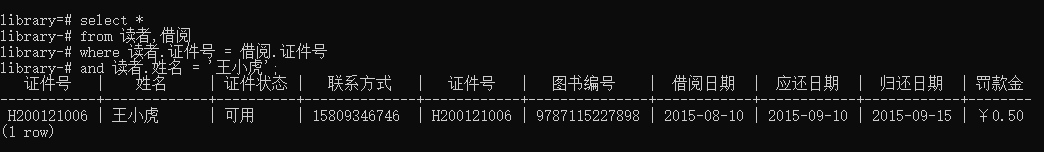 library=# select *
library-# from 读者,借阅
library-# where 读者.证件号 = 借阅.证件号
library-# and 读者.姓名 = '王小虎';
证件号 | 姓名 | 证件状态 | 联系方式 | 证件号 | 图书编号 | 借阅日期 | 应还日期 | 归还日期 | 罚款金
------------+------------+----------+-------------+------------+---------------+------------+------------+------------+--------
H200121006 | 王小虎 | 可用 | 15809346746 | H200121006 | 9787115227898 | 2015-08-10 | 2015-09-10 | 2015-09-15 | ￥0.50
(1 row)